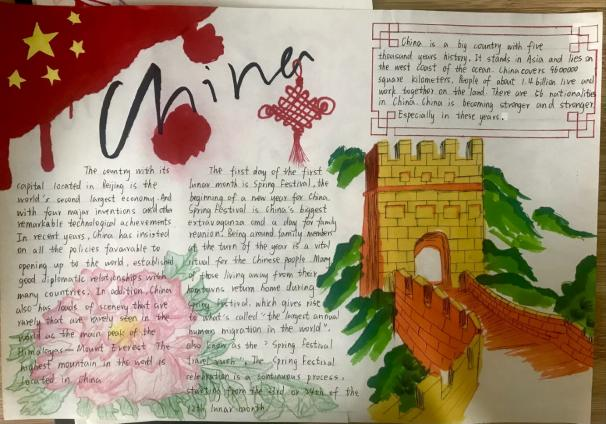 China
China is a big country with five
thousand years history. It stands in Asia and lies on
the west coast of the ocean. China covers 9600000
square kilometers. People of about 1.4 billion live and
work together on the land. There are 56 nationalities
in China. China is becoming stronger and stronger.
Especially in these years.
The country with its
capital located in Beijing is the
world's second largest economy. And
with four major inventions and other
remarkable technological achievements
In recent years, China has insisted
on all the policies favorable to
opening up to the world, established
good diplomatic relationships with
many countries. In addition, China
also has loads of scenery that are
rarely that are rarely seen in the
world as the main peak of the
Himalayas— Mount Everest The
highest mountain in the world is
located in China
The first day of the first
lunar month is Spring Festival, the
beginning of a new year for China.
Spring Festival is China's biggest
extravaganza and a day for family
reunion. Being around family members
at the turn of the year is a vital
ritual for the Chinese people. Many
of those living away from their
hometowns return home during
Spring Festival, which gives rise
to what's called "the largest annual
human migration in the world".
also know as the "Spring Festival
travel rush". The Spring Festival
celebration is a continuous process,
starting from the 23rd or 24th of the
12th lunar month